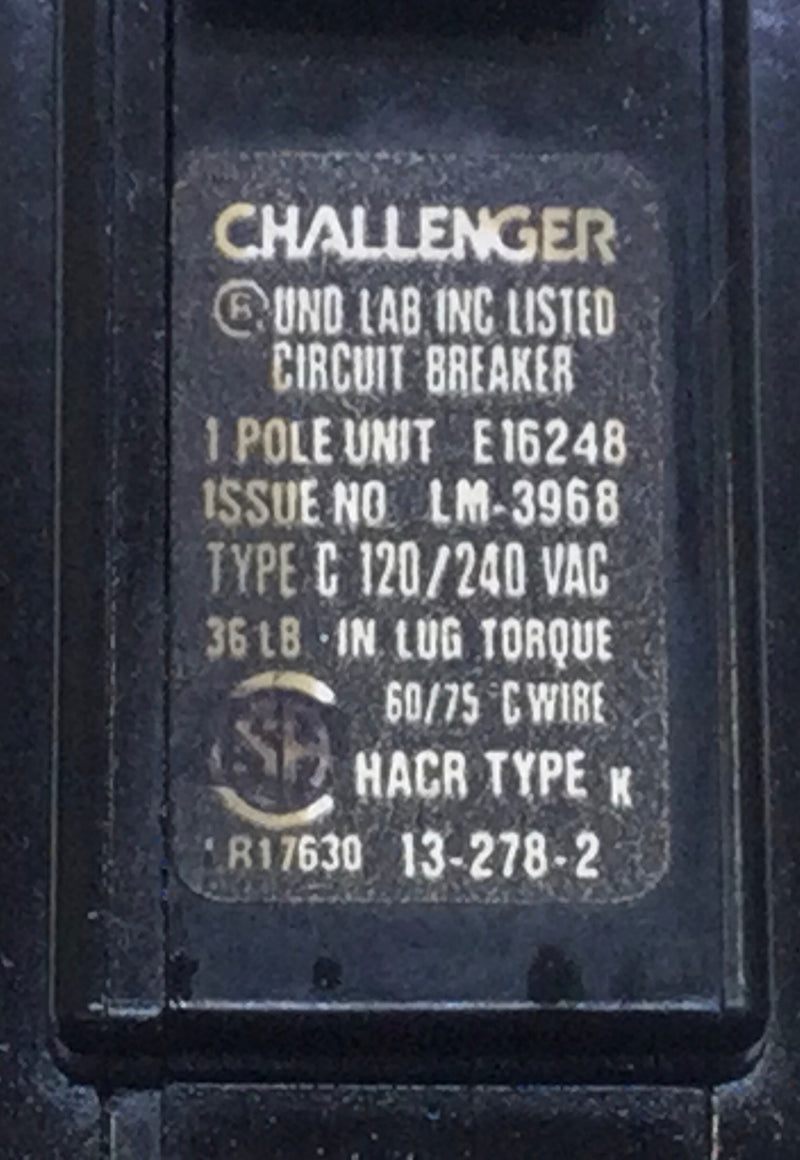 CHALLENGER
UND LAB INC LISTED
CIRCUIT BREAKER
1 POLE UNIT E16248
ISSUE NO LM-3968
TYPE C 120/240 VAC
36 LB·IN LUG TORQUE
60/75 °C WIRE
HACR TYPE K
LR17630 13-278-2